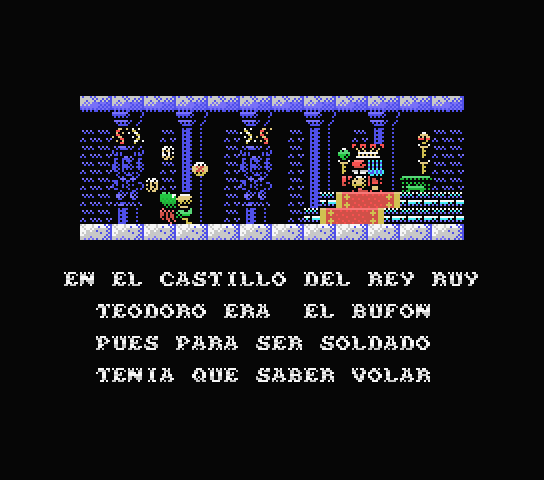 EN EL CASTILLO DEL REY RUY
TEODORO ERA EL BUFON
PUES PARA SER SOLDADO
TENIA QUE SABER VOLAR